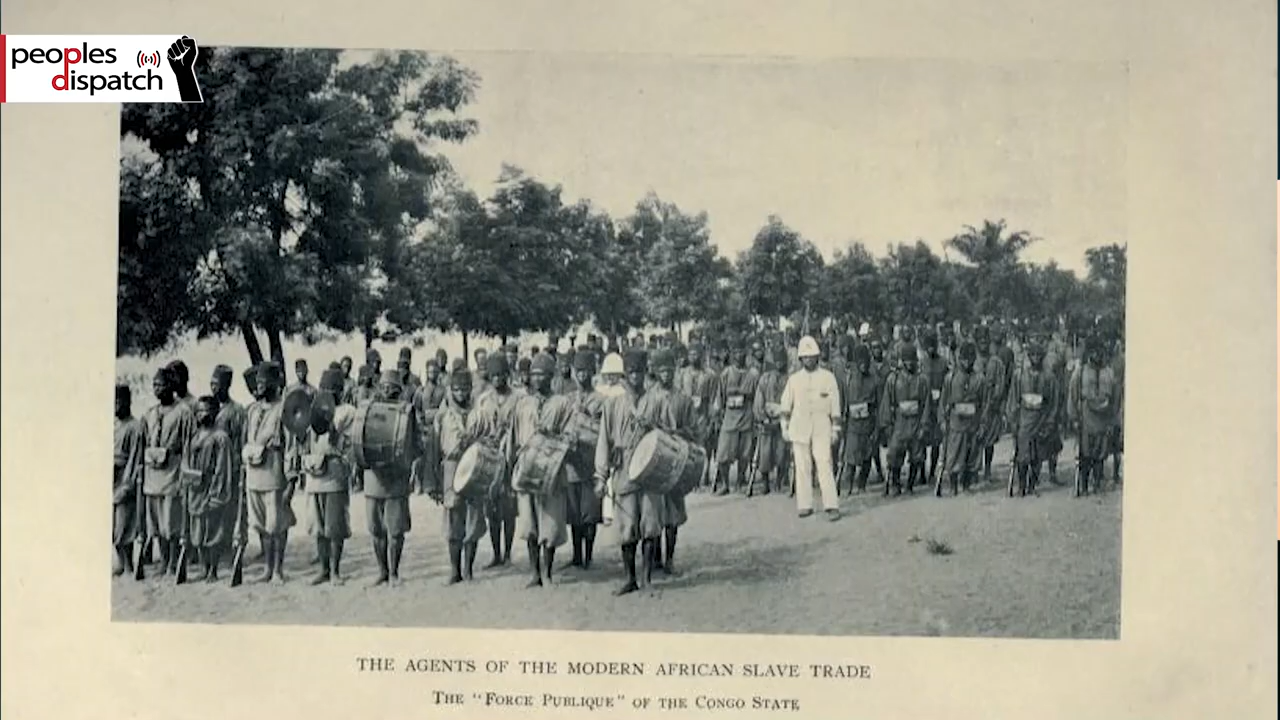 peoples
dispatch
THE AGENTS OF THE MODERN AFRICAN SLAVE TRADE
THE "FORCE PUBLIQUE" OF THE CONGO STATE